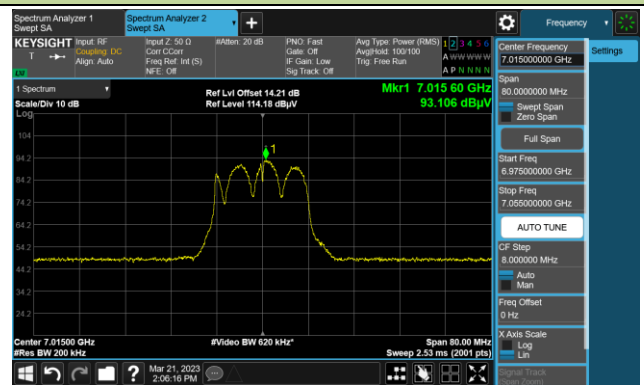 Spectrum Analyzer 1
Swept SA
Spectrum Analyzer 2
Swept SA
Frequency
KEYSIGHT
Input: RF
Coupling: DC
Align: Auto
Input Z: 50 Ω
Corr CCorr
Freq Ref: Int (S)
NFE: Off
#Atten: 20 dB
PNO: Fast
Gate: Off
IF Gain: Low
Sig Track: Off
Avg Type: Power (RMS)
Avg|Hold: 100/100
Trig: Free Run
1 2 3 4 5 6
A W W W W W
A P N N N N
T
1 Spectrum
Scale/Div 10 dB
Log
Ref Lvl Offset 14.21 dB
Ref Level 114.18 dBµV
Mkr1 7.015 60 GHz
93.106 dBµV
104
94.2
84.2
74.2
64.2
54.2
44.2
34.2
24.2
1
Center 7.01500 GHz
#Res BW 200 kHz
#Video BW 620 kHz*
Span 80.00 MHz
Sweep 2.53 ms (2001 pts)
Mar 21, 2023
2:06:16 PM
Center Frequency
7.015000000 GHz
Span
80.0000000 MHz
Swept Span
Zero Span
Full Span
Start Freq
6.975000000 GHz
Stop Freq
7.055000000 GHz
AUTO TUNE
CF Step
8.000000 MHz
Auto
Man
Freq Offset
0 Hz
X Axis Scale
Log
Lin
Signal Track
(Span Zoom)
Settings